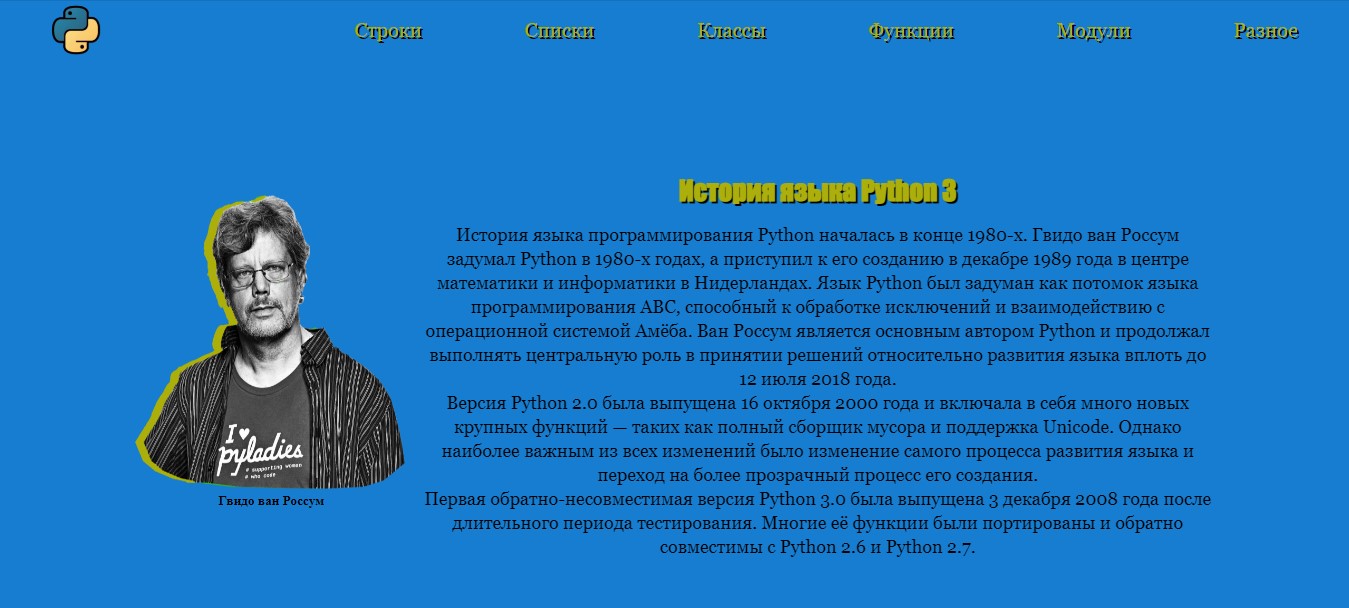 Строки Списки Классы Функции Модули Разное
История языка Python 3
История языка программирования Python началась в конце 1980-х. Гвидо ван Россум
задумал Python в 1980-х годах, а приступил к его созданию в декабре 1989 года в центре
математики и информатики в Нидерландах. Язык Python был задуман как потомок языка
программирования ABC, способный к обработке исключений и взаимодействию с
операционной системой Амёба. Ван Россум является основным автором Python и продолжал
выполнять центральную роль в принятии решений относительно развития языка вплоть до
12 июля 2018 года.
Версия Python 2.0 была выпущена 16 октября 2000 года и включала в себя много новых
крупных функций — таких как полный сборщик мусора и поддержка Unicode. Однако
наиболее важным из всех изменений было изменение самого процесса развития языка и
переход на более прозрачный процесс его создания.
Первая обратно-несовместимая версия Python 3.0 была выпущена 3 декабря 2008 года после
длительного периода тестирования. Многие её функции были портированы и обратно
совместимы с Python 2.6 и Python 2.7.
I ♥
pyladies
# supporting women
# who code
Гвидо ван Россум